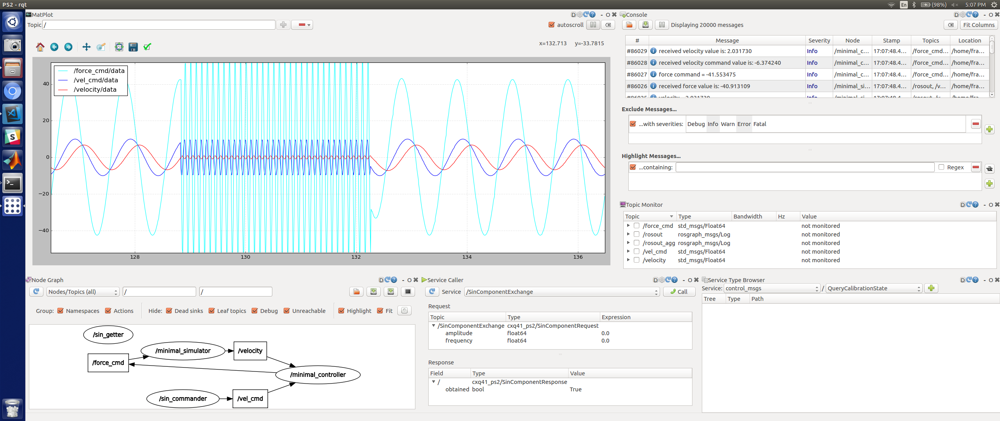 PS2 - rqt
En (98%) 5:07 PM
MatPlot
Topic /
autoscroll
x=132.713 y=-33.7815
/force_cmd/data
/vel_cmd/data
/velocity/data
40
20
0
−20
−40
128 130 132 134 136
Console
Displaying 20000 messages
Fit Columns
# Message Severity Node Stamp Topics Location
#86029 received velocity value is: 2.031730 Info /minimal_c... 17:07:48.4... /force_cmd... /home/fra...
#86028 received velocity command value is: -6.374240 Info /minimal_c... 17:07:48.4... /force_cmd... /home/fra...
#86027 force command = -41.553475 Info /minimal_c... 17:07:48.4... /force_cmd... /home/fra...
#86026 received force value is: -40.913109 Info /minimal_si... 17:07:48.4... /rosout, /v... /home/fra...
Exclude Messages...
...with severities: Debug Info Warn Error Fatal
Highlight Messages...
...containing: Regex
Topic Monitor
Topic Type Bandwidth Hz Value
/force_cmd std_msgs/Float64 not monitored
/rosout rosgraph_msgs/Log not monitored
/rosout_agg rosgraph_msgs/Log not monitored
/vel_cmd std_msgs/Float64 not monitored
/velocity std_msgs/Float64 not monitored
Node Graph
Nodes/Topics (all) / /
Group: Namespaces Actions Hide: Dead sinks Leaf topics Debug Unreachable Highlight Fit
/sin_getter
/minimal_simulator
/velocity
/force_cmd
/minimal_controller
/sin_commander
/vel_cmd
Service Caller
Service /SinComponentExchange Call
Request
Topic Type Expression
/SinComponentExchange cxq41_ps2/SinComponentRequest
amplitude float64 0.0
frequency float64 0.0
Response
Field Type Value
/ cxq41_ps2/SinComponentResponse
obtained bool True
Service Type Browser
Service: control_msgs / QueryCalibrationState
Tree Type Path